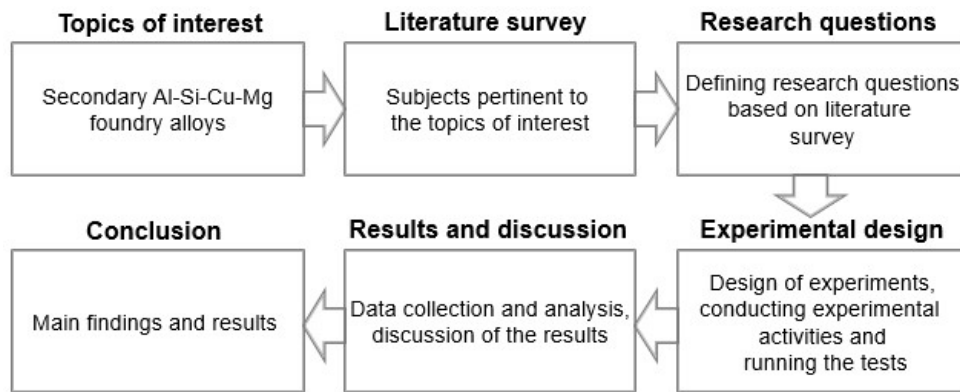 Topics of interest
Secondary Al-Si-Cu-Mg
foundry alloys
Literature survey
Subjects pertinent to
the topics of interest
Research questions
Defining research questions
based on literature
survey
Experimental design
Design of experiments,
conducting experimental
activities and
running the tests
Results and discussion
Data collection and analysis,
discussion of the results
Conclusion
Main findings and results